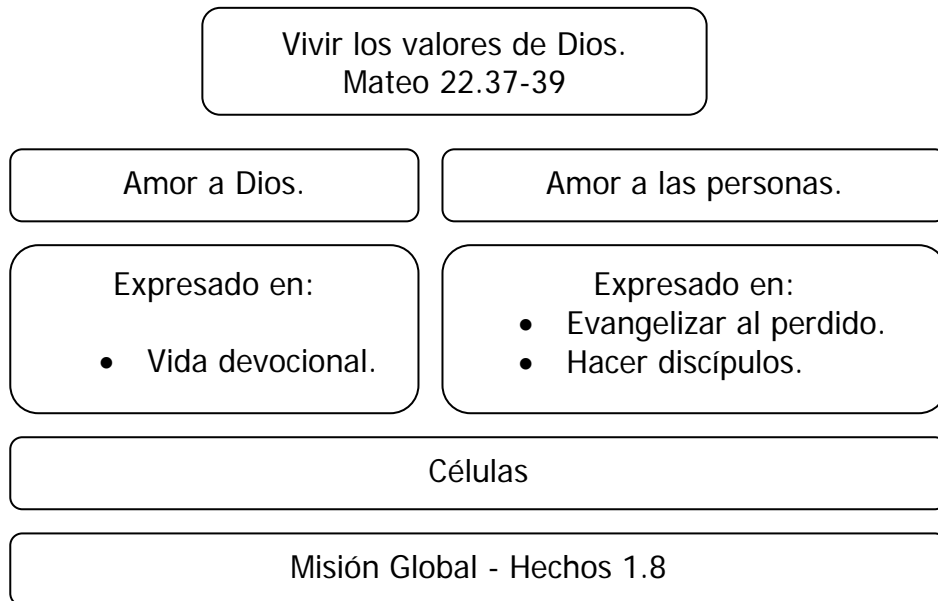 Vivir los valores de Dios.
Mateo 22.37-39
Amor a Dios.
Amor a las personas.
Expresado en:
• Vida devocional.
Expresado en:
• Evangelizar al perdido.
• Hacer discípulos.
Células
Misión Global - Hechos 1.8